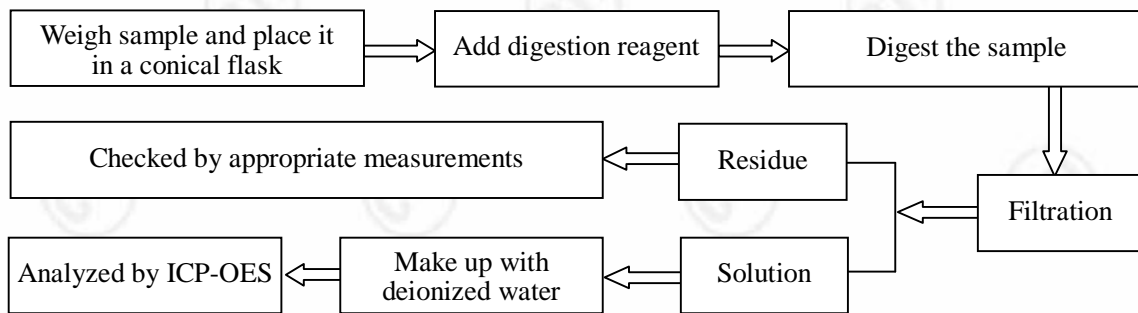 Weigh sample and place it
in a conical flask
Add digestion reagent
Digest the sample
Checked by appropriate measurements
Residue
Filtration
Analyzed by ICP-OES
Make up with
deionized water
Solution